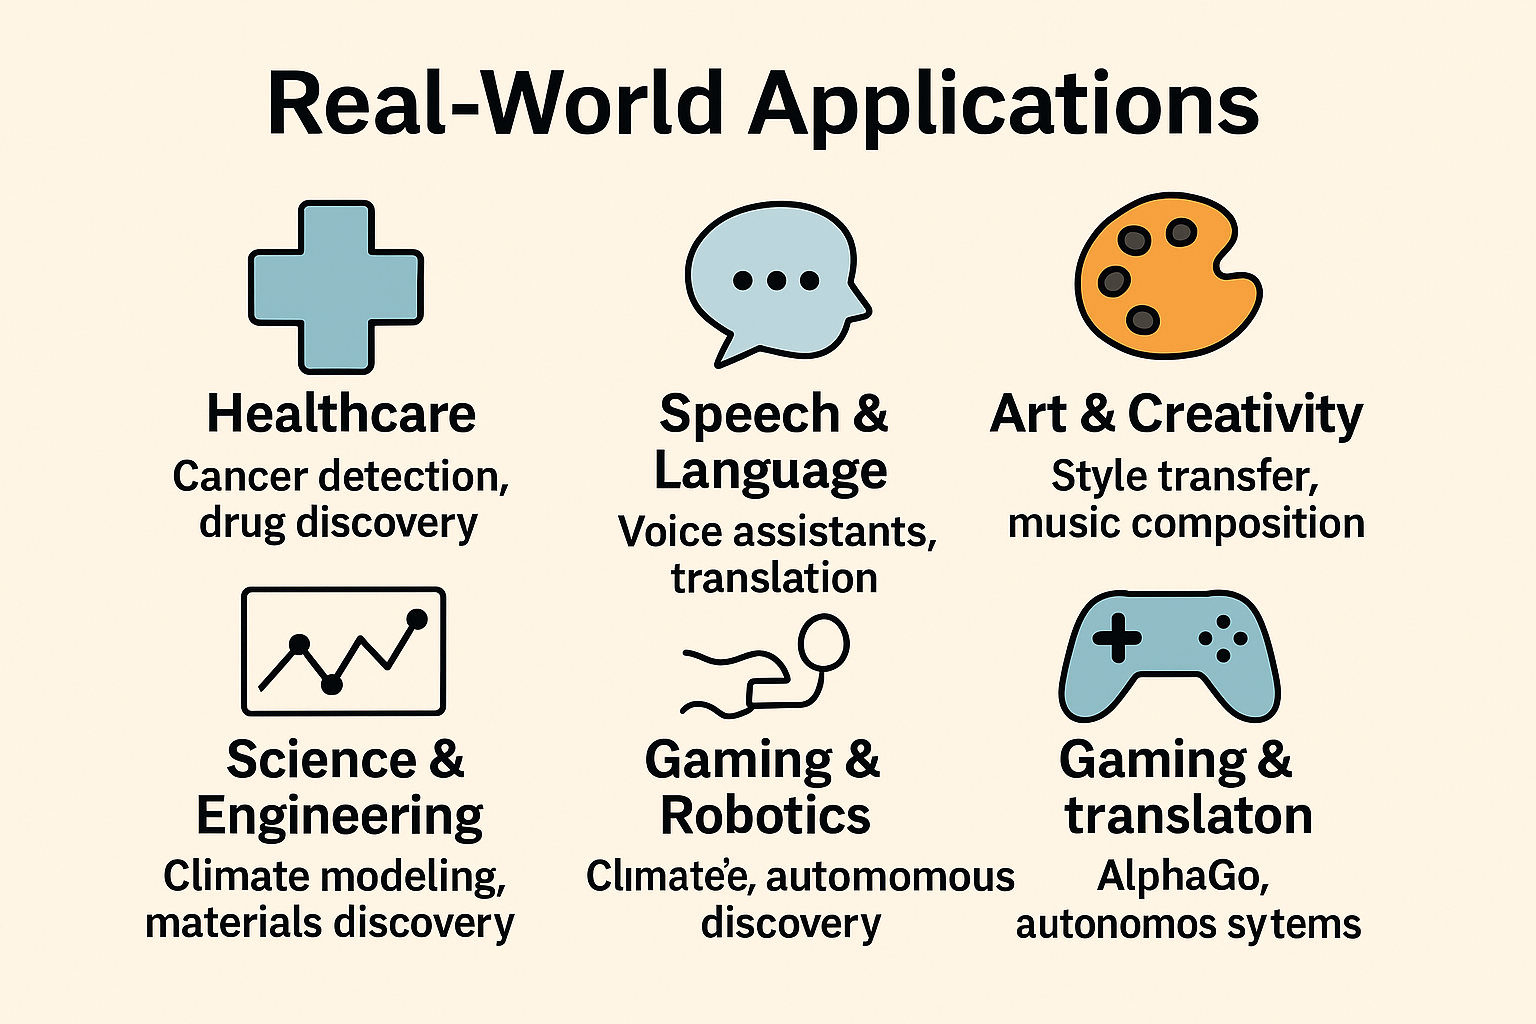 Real-World Applications
Healthcare
Cancer detection,
drug discovery
Speech &
Language
Voice assistants,
translation
Art & Creativity
Style transfer,
music composition
Science &
Engineering
Climate modeling,
materials discovery
Gaming &
Robotics
Clımate’e, automomous
discovery
Gaming &
translaton
AlphaGo,
autonomos sytems